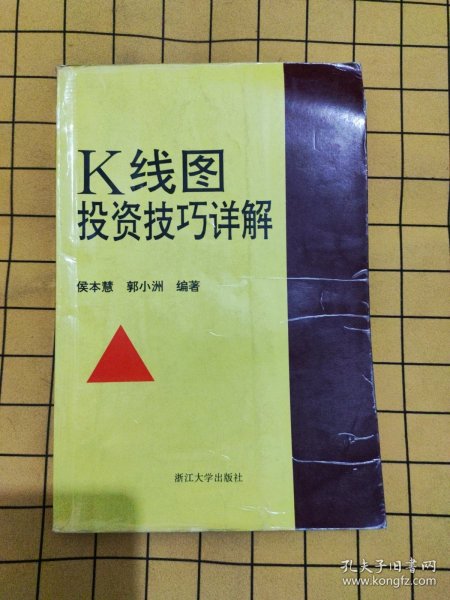 K线图
投资技巧详解
侯本慧 郭小洲 编著
浙江大学出版社
孔夫子旧书网
www.kongfz.com